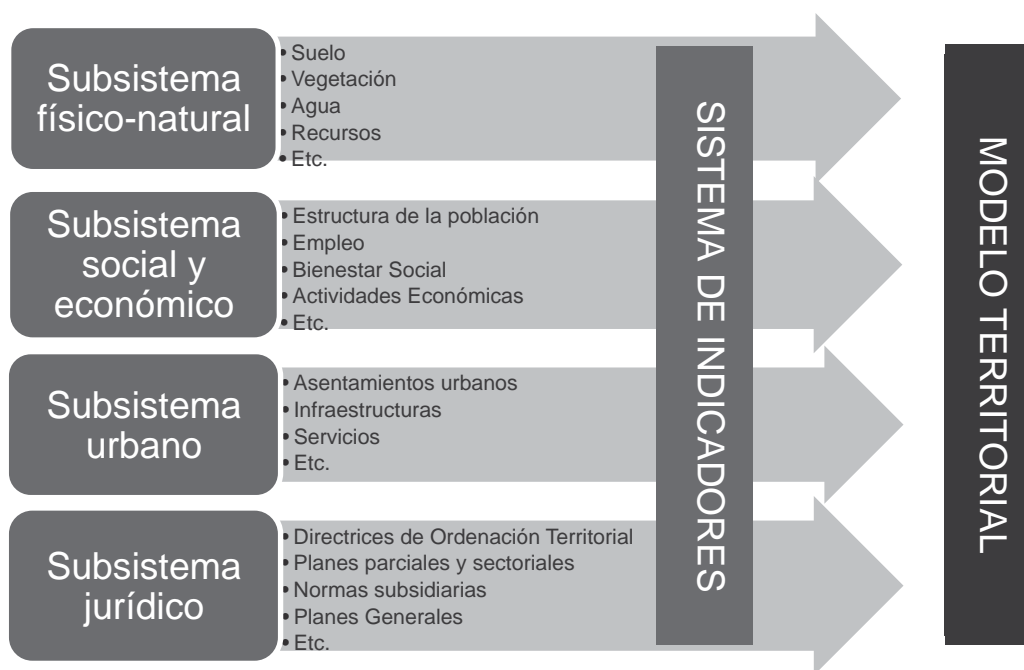 Subsistema
físico-natural
• Suelo
• Vegetación
• Agua
• Recursos
• Etc.
Subsistema
social y
económico
• Estructura de la población
• Empleo
• Bienestar Social
• Actividades Económicas
• Etc.
Subsistema
urbano
• Asentamientos urbanos
• Infraestructuras
• Servicios
• Etc.
Subsistema
jurídico
• Directrices de Ordenación Territorial
• Planes parciales y sectoriales
• Normas subsidiarias
• Planes Generales
• Etc.
SISTEMA DE INDICADORES
MODELO TERRITORIAL